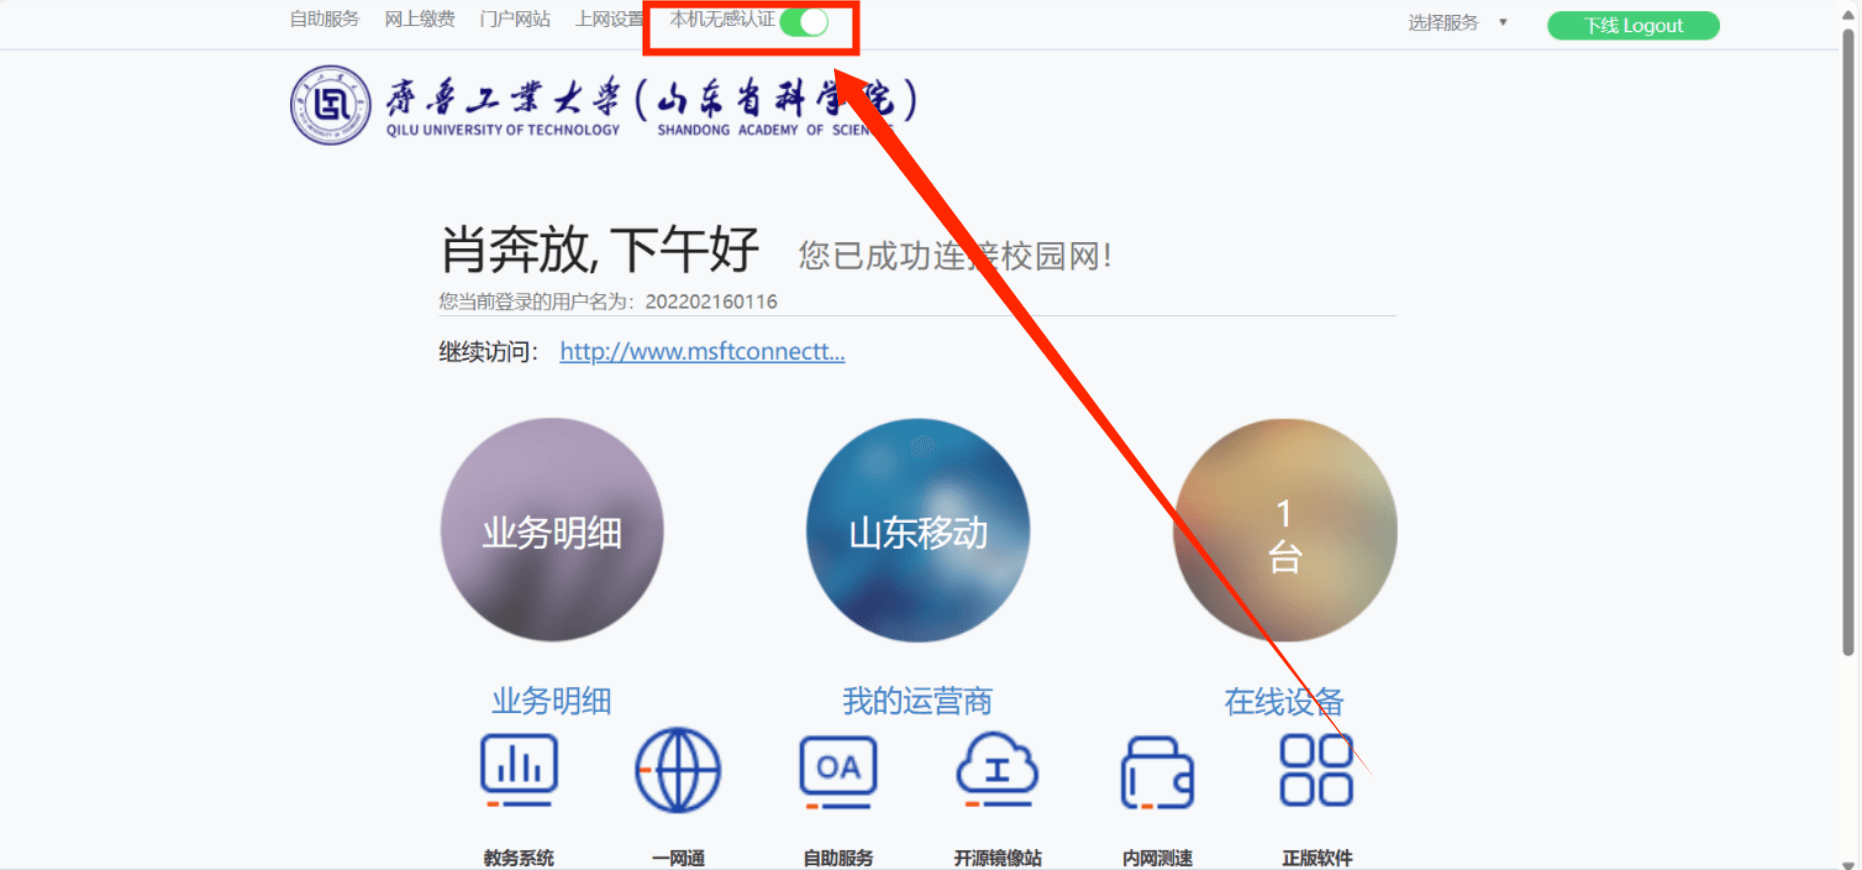 自助服务 网上缴费 门户网站 上网设置 本机无感认证 选择服务 下线 Logout
齐鲁工业大学(山东省科学院)
QILU UNIVERSITY OF TECHNOLOGY SHANDONG ACADEMY OF SCIENC
肖奔放, 下午好 您已成功连接校园网!
您当前登录的用户名为: 202202160116
继续访问: http://www.msftconnectt...
业务明细 山东移动 1
台
业务明细 我的运营商 在线设备
OA
教务系统 一网通 自助服务 开源镜像站 内网测速 正版软件